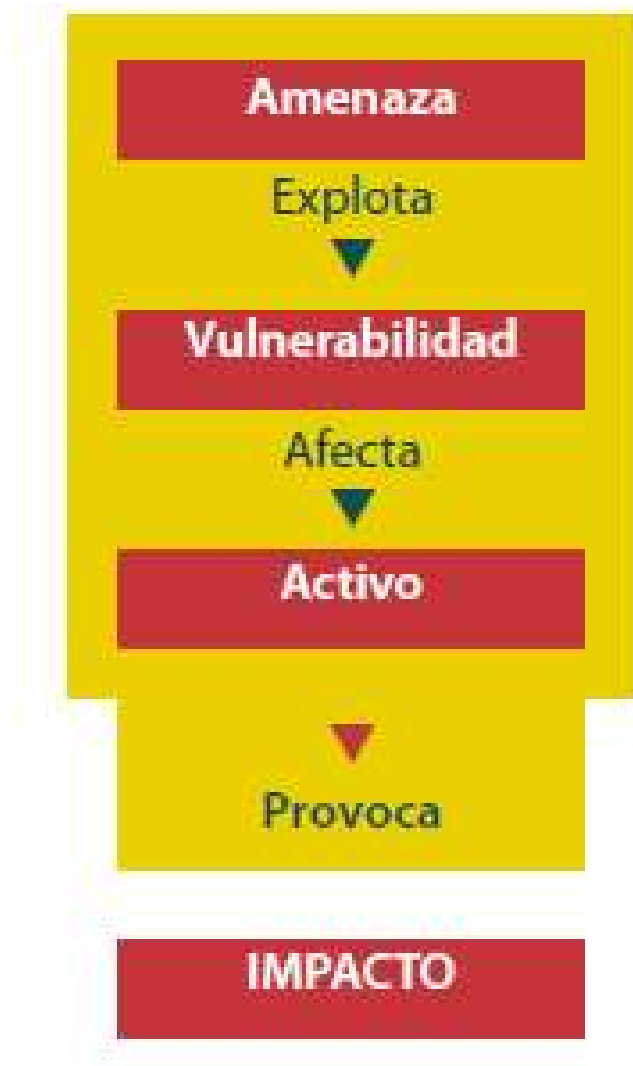 Amenaza
Explota
Vulnerabilidad
Afecta
Activo
Provoca
IMPACTO